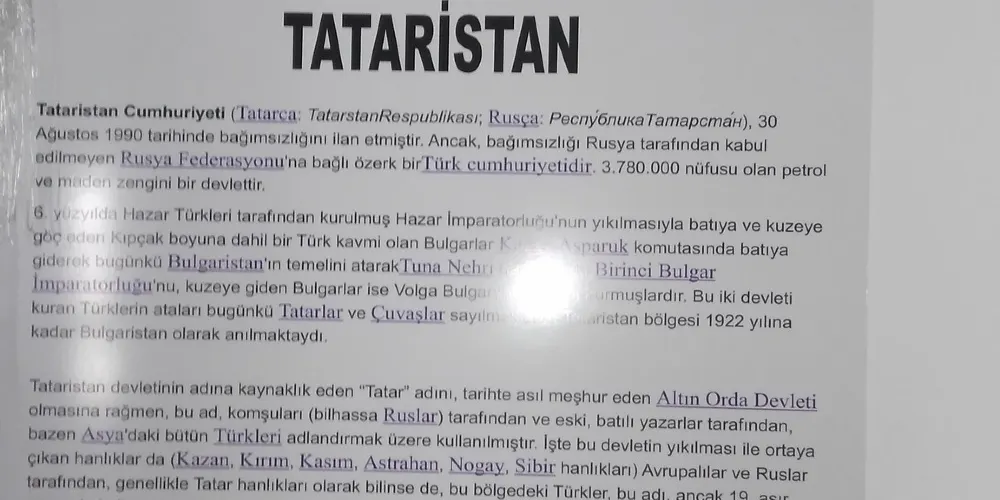 TATARİSTAN
Tataristan Cumhuriyeti (Tatarca: TatarstanRespublikası; Rusça: Респу́бликаТатарста́н), 30
Ağustos 1990 tarihinde bağımsızlığını ilan etmiştir. Ancak, bağımsızlığı Rusya tarafından kabul
edilmeyen Rusya Federasyonu'na bağlı özerk birTürk cumhuriyetidir. 3.780.000 nüfusu olan petrol
ve maden zengini bir devlettir.
6. yüzyılda Hazar Türkleri tarafından kurulmuş Hazar İmparatorluğu'nun yıkılmasıyla batıya ve kuzeye
göç eden Kıpçak boyuna dahil bir Türk kavmi olan Bulgarlar Asparuk komutasında batıya
giderek bugünkü Bulgaristan'ın temelini atarakTuna Nehri Birinci Bulgar
İmparatorluğu'nu, kuzeye giden Bulgarlar ise Volga Bu iki devleti
kuran Türklerin ataları bugünkü Tatarlar ve Çuvaşlar bölgesi 1922 yılına
kadar Bulgaristan olarak anılmaktaydı.
Tataristan devletinin adına kaynaklık eden "Tatar" adını, tarihte asıl meşhur eden Altın Orda Devleti
olmasına rağmen, bu ad, komşuları (bilhassa Ruslar) tarafından ve eski, batılı yazarlar tarafından,
bazen Asya'daki bütün Türkleri adlandırmak üzere kullanılmıştır. İşte bu devletin yıkılması ile ortaya
çıkan hanlıklar da (Kazan, Kırım, Kasım, Astrahan, Nogay, Sibir hanlıkları) Avrupalılar ve Ruslar
tarafından, genellikle Tatar hanlıkları olarak bilinse de, bu bölgedeki Türkler, bu adı, ancak 19. asır